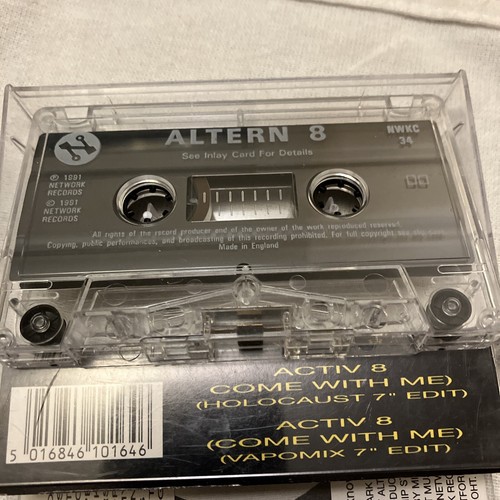 ALTERN 8
NWKC
34
See Inlay Card For Details
℗ 1991
NETWORK
RECORDS
© 1991
NETWORK
RECORDS
All rights of the record producer and of the owner of the work reproduced reserved.
Copying, public performances, and broadcasting of this recording prohibited. For full copyright see
Made in England
ACTIV 8
COME WITH ME)
(HOLOCAUST 7" EDIT)
ACTIV 8
(COME WITH ME)
(VAPOMIX 7" EDIT)
5 016846 101646